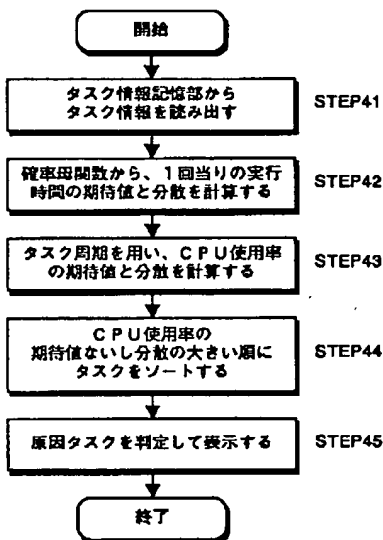 開始
タスク情報記憶部から
タスク情報を読み出す
STEP41
確率母関数から、1回当りの実行
時間の期待値と分散を計算する
STEP42
タスク周期を用い、CPU使用率
の期待値と分散を計算する
STEP43
CPU使用率の
期待値ないし分散の大きい順に
タスクをソートする
STEP44
原因タスクを判定して表示する
STEP45
終了